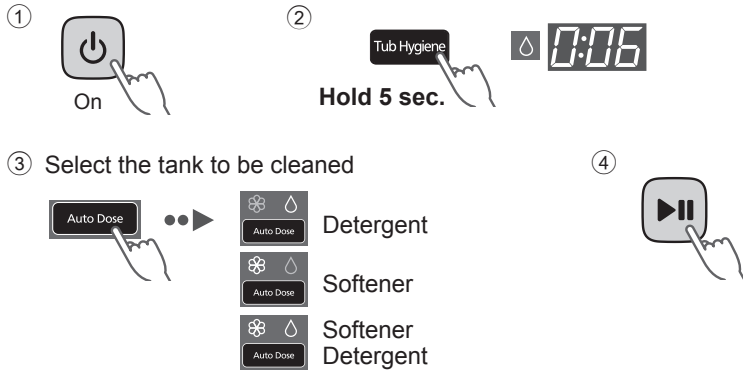 ①
On
②
Tub Hygiene
Hold 5 sec.
0:06
③ Select the tank to be cleaned
Auto Dose
Auto Dose
Detergent
Auto Dose
Softener
Auto Dose
Softener
Detergent
④